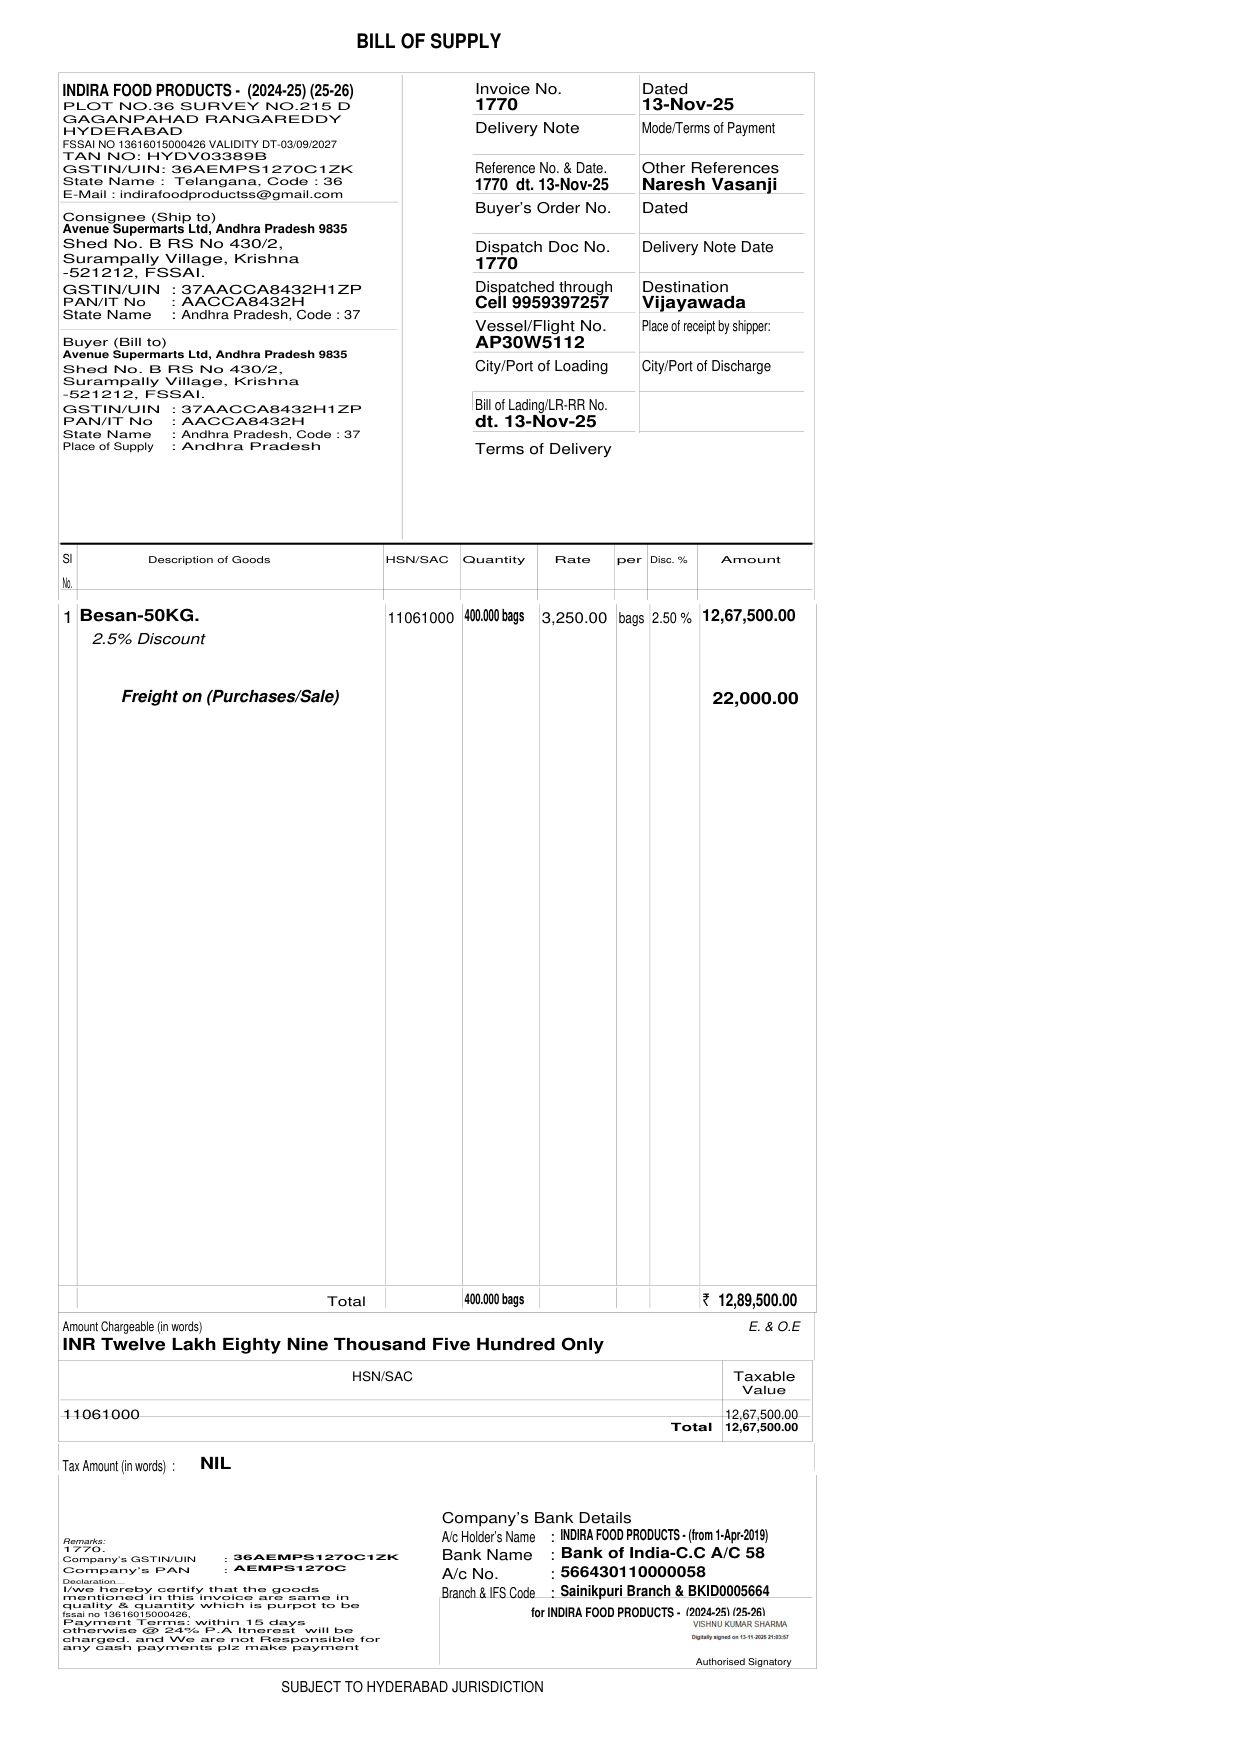 BILL OF SUPPLY
INDIRA FOOD PRODUCTS - (2024-25) (25-26)
PLOT NO.36 SURVEY NO.215 D
GAGANPAHAD RANGAREDDY
HYDERABAD
FSSAI NO 13616015000426 VALIDITY DT-03/09/2027
TAN NO: HYDV03389B
GSTIN/UIN: 36AEMPS1270C1ZK
State Name : Telangana, Code : 36
E-Mail : indirafoodproductss@gmail.com
Consignee (Ship to)
Avenue Supermarts Ltd, Andhra Pradesh 9835
Shed No. B RS No 430/2,
Surampally Village, Krishna
-521212, FSSAI.
GSTIN/UIN : 37AACCA8432H1ZP
PAN/IT No : AACCA8432H
State Name : Andhra Pradesh, Code : 37
Buyer (Bill to)
Avenue Supermarts Ltd, Andhra Pradesh 9835
Shed No. B RS No 430/2,
Surampally Village, Krishna
-521212, FSSAI.
GSTIN/UIN : 37AACCA8432H1ZP
PAN/IT No : AACCA8432H
State Name : Andhra Pradesh, Code : 37
Place of Supply : Andhra Pradesh
Invoice No. Dated
1770 13-Nov-25
Delivery Note Mode/Terms of Payment
Reference No. & Date. Other References
1770 dt. 13-Nov-25 Naresh Vasanji
Buyer's Order No. Dated
Dispatch Doc No. Delivery Note Date
1770
Dispatched through Destination
Cell 9959397257 Vijayawada
Vessel/Flight No. Place of receipt by shipper:
AP30W5112
City/Port of Loading City/Port of Discharge
Bill of Lading/LR-RR No.
dt. 13-Nov-25
Terms of Delivery
Sl Description of Goods HSN/SAC Quantity Rate per Disc. % Amount
No.
1 Besan-50KG. 11061000 400.000 bags 3,250.00 bags 2.50 % 12,67,500.00
2.5% Discount
Freight on (Purchases/Sale) 22,000.00
Total 400.000 bags ₹ 12,89,500.00
Amount Chargeable (in words) E. & O.E
INR Twelve Lakh Eighty Nine Thousand Five Hundred Only
HSN/SAC Taxable
Value
11061000 12,67,500.00
Total 12,67,500.00
Tax Amount (in words) : NIL
Remarks:
1770.
Company's GSTIN/UIN : 36AEMPS1270C1ZK
Company's PAN : AEMPS1270C
Declaration....
I/we hereby certify that the goods
mentioned in this invoice are same in
quality & quantity which is purpot to be
fssai no 13616015000426,
Payment Terms: within 15 days
otherwise @ 24% P.A Itnerest will be
charged. and We are not Responsible for
any cash payments plz make payment
Company's Bank Details
A/c Holder's Name : INDIRA FOOD PRODUCTS - (from 1-Apr-2019)
Bank Name : Bank of India-C.C A/C 58
A/c No. : 566430110000058
Branch & IFS Code : Sainikpuri Branch & BKID0005664
for INDIRA FOOD PRODUCTS - (2024-25) (25-26)
VISHNU KUMAR SHARMA
Digitally signed on 13-11-2025 21:03:57
Authorised Signatory
SUBJECT TO HYDERABAD JURISDICTION